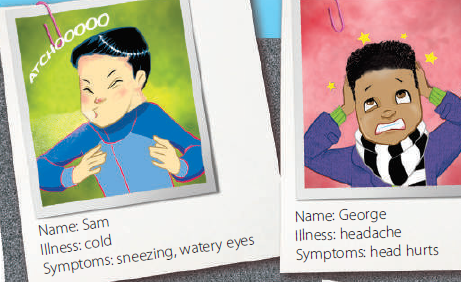 ATCHOOOOO
Name: Sam
Illness: cold
Symptoms: sneezing, watery eyes
Name: George
Illness: headache
Symptoms: head hurts